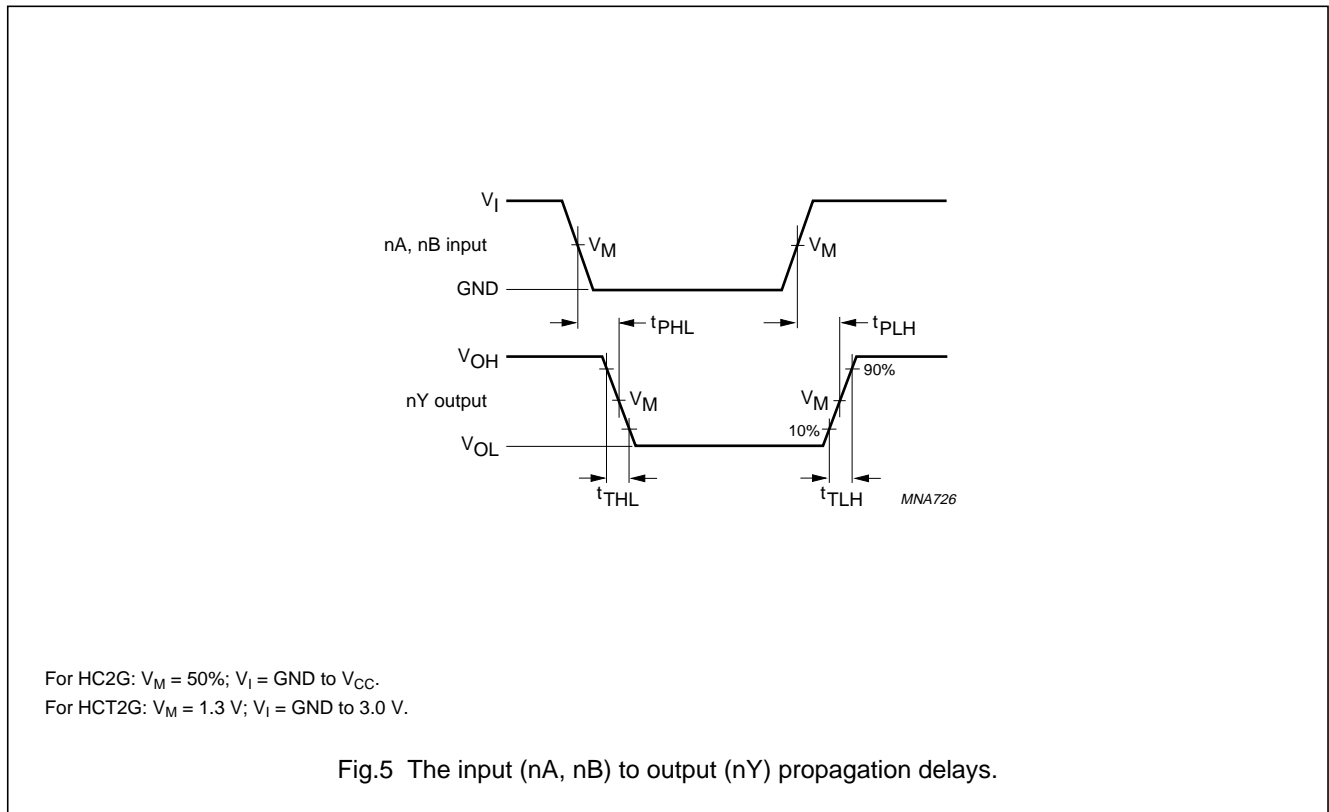 VI
nA, nB input
VM
VM
GND
tPHL
tPLH
VOH
90%
nY output
VM
VM
10%
VOL
tTHL
tTLH
MNA726
For HC2G: VM = 50%; VI = GND to VCC.
For HCT2G: VM = 1.3 V; VI = GND to 3.0 V.
Fig.5 The input (nA, nB) to output (nY) propagation delays.